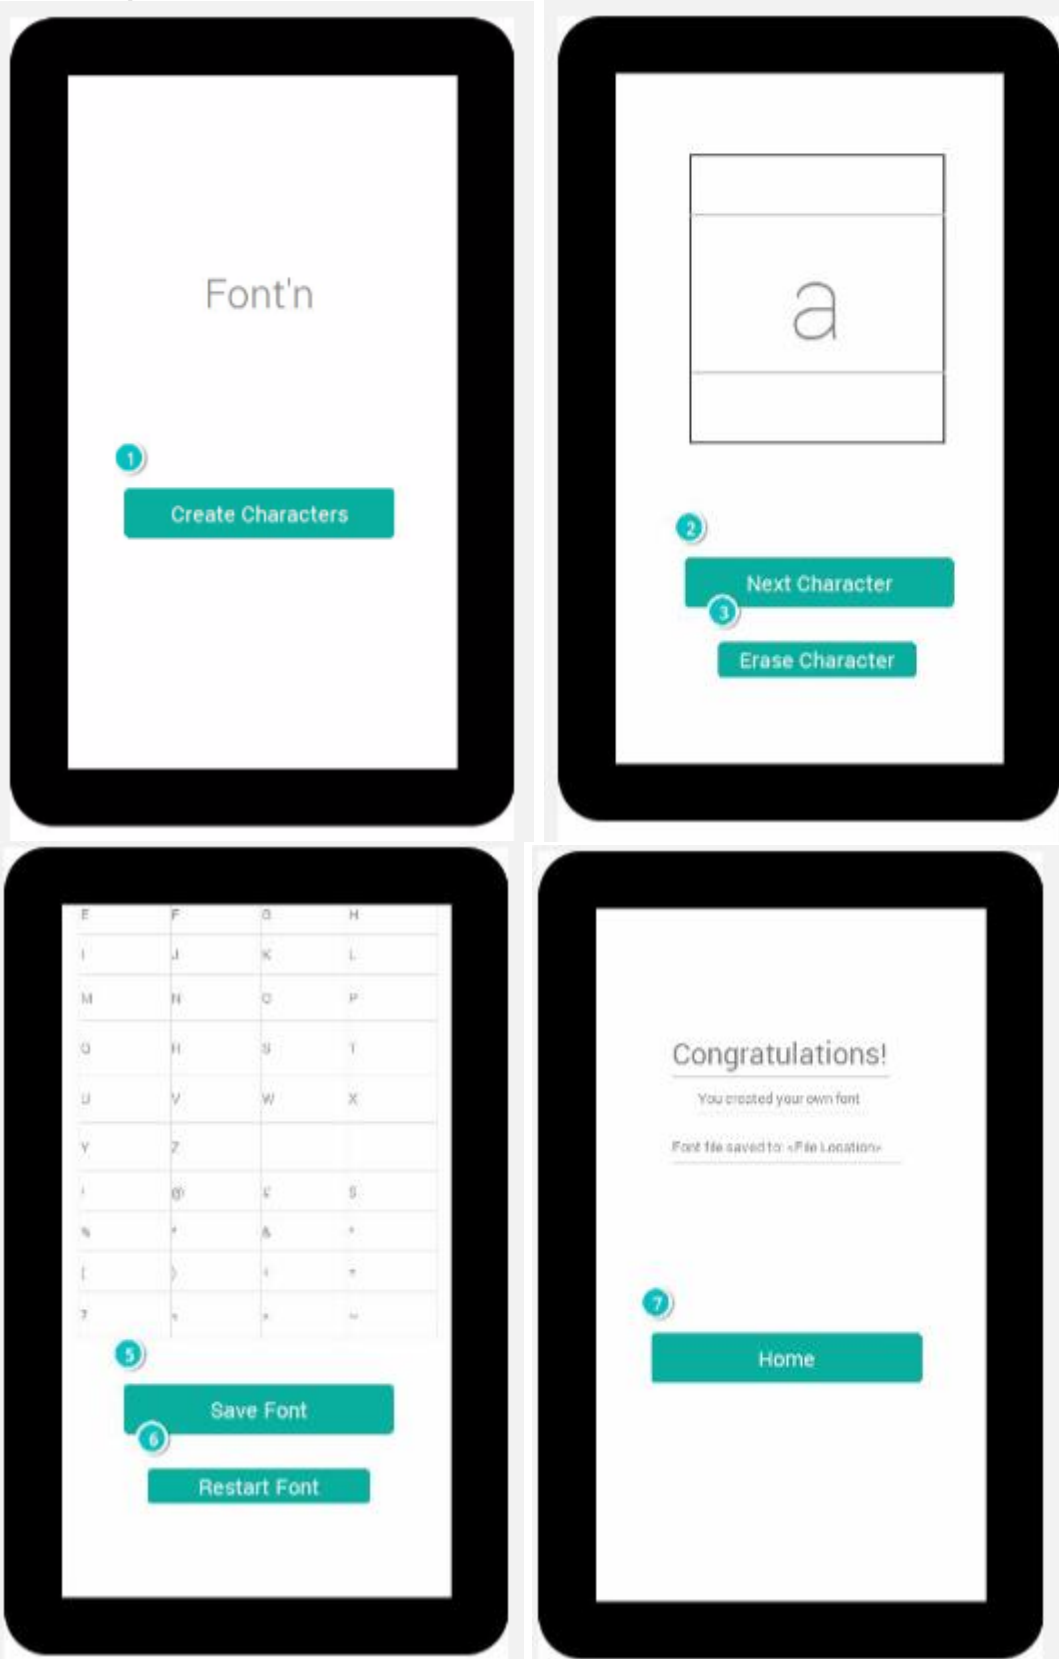 Font'n
1
Create Characters
a
2
Next Character
3
Erase Character
E F G H
I J K L
M N O P
Q R S T
U V W X
Y Z
@ $
% &
?
5
Save Font
6
Restart Font
Congratulations!
You created your own font
Font file saved to: <File Location>
7
Home